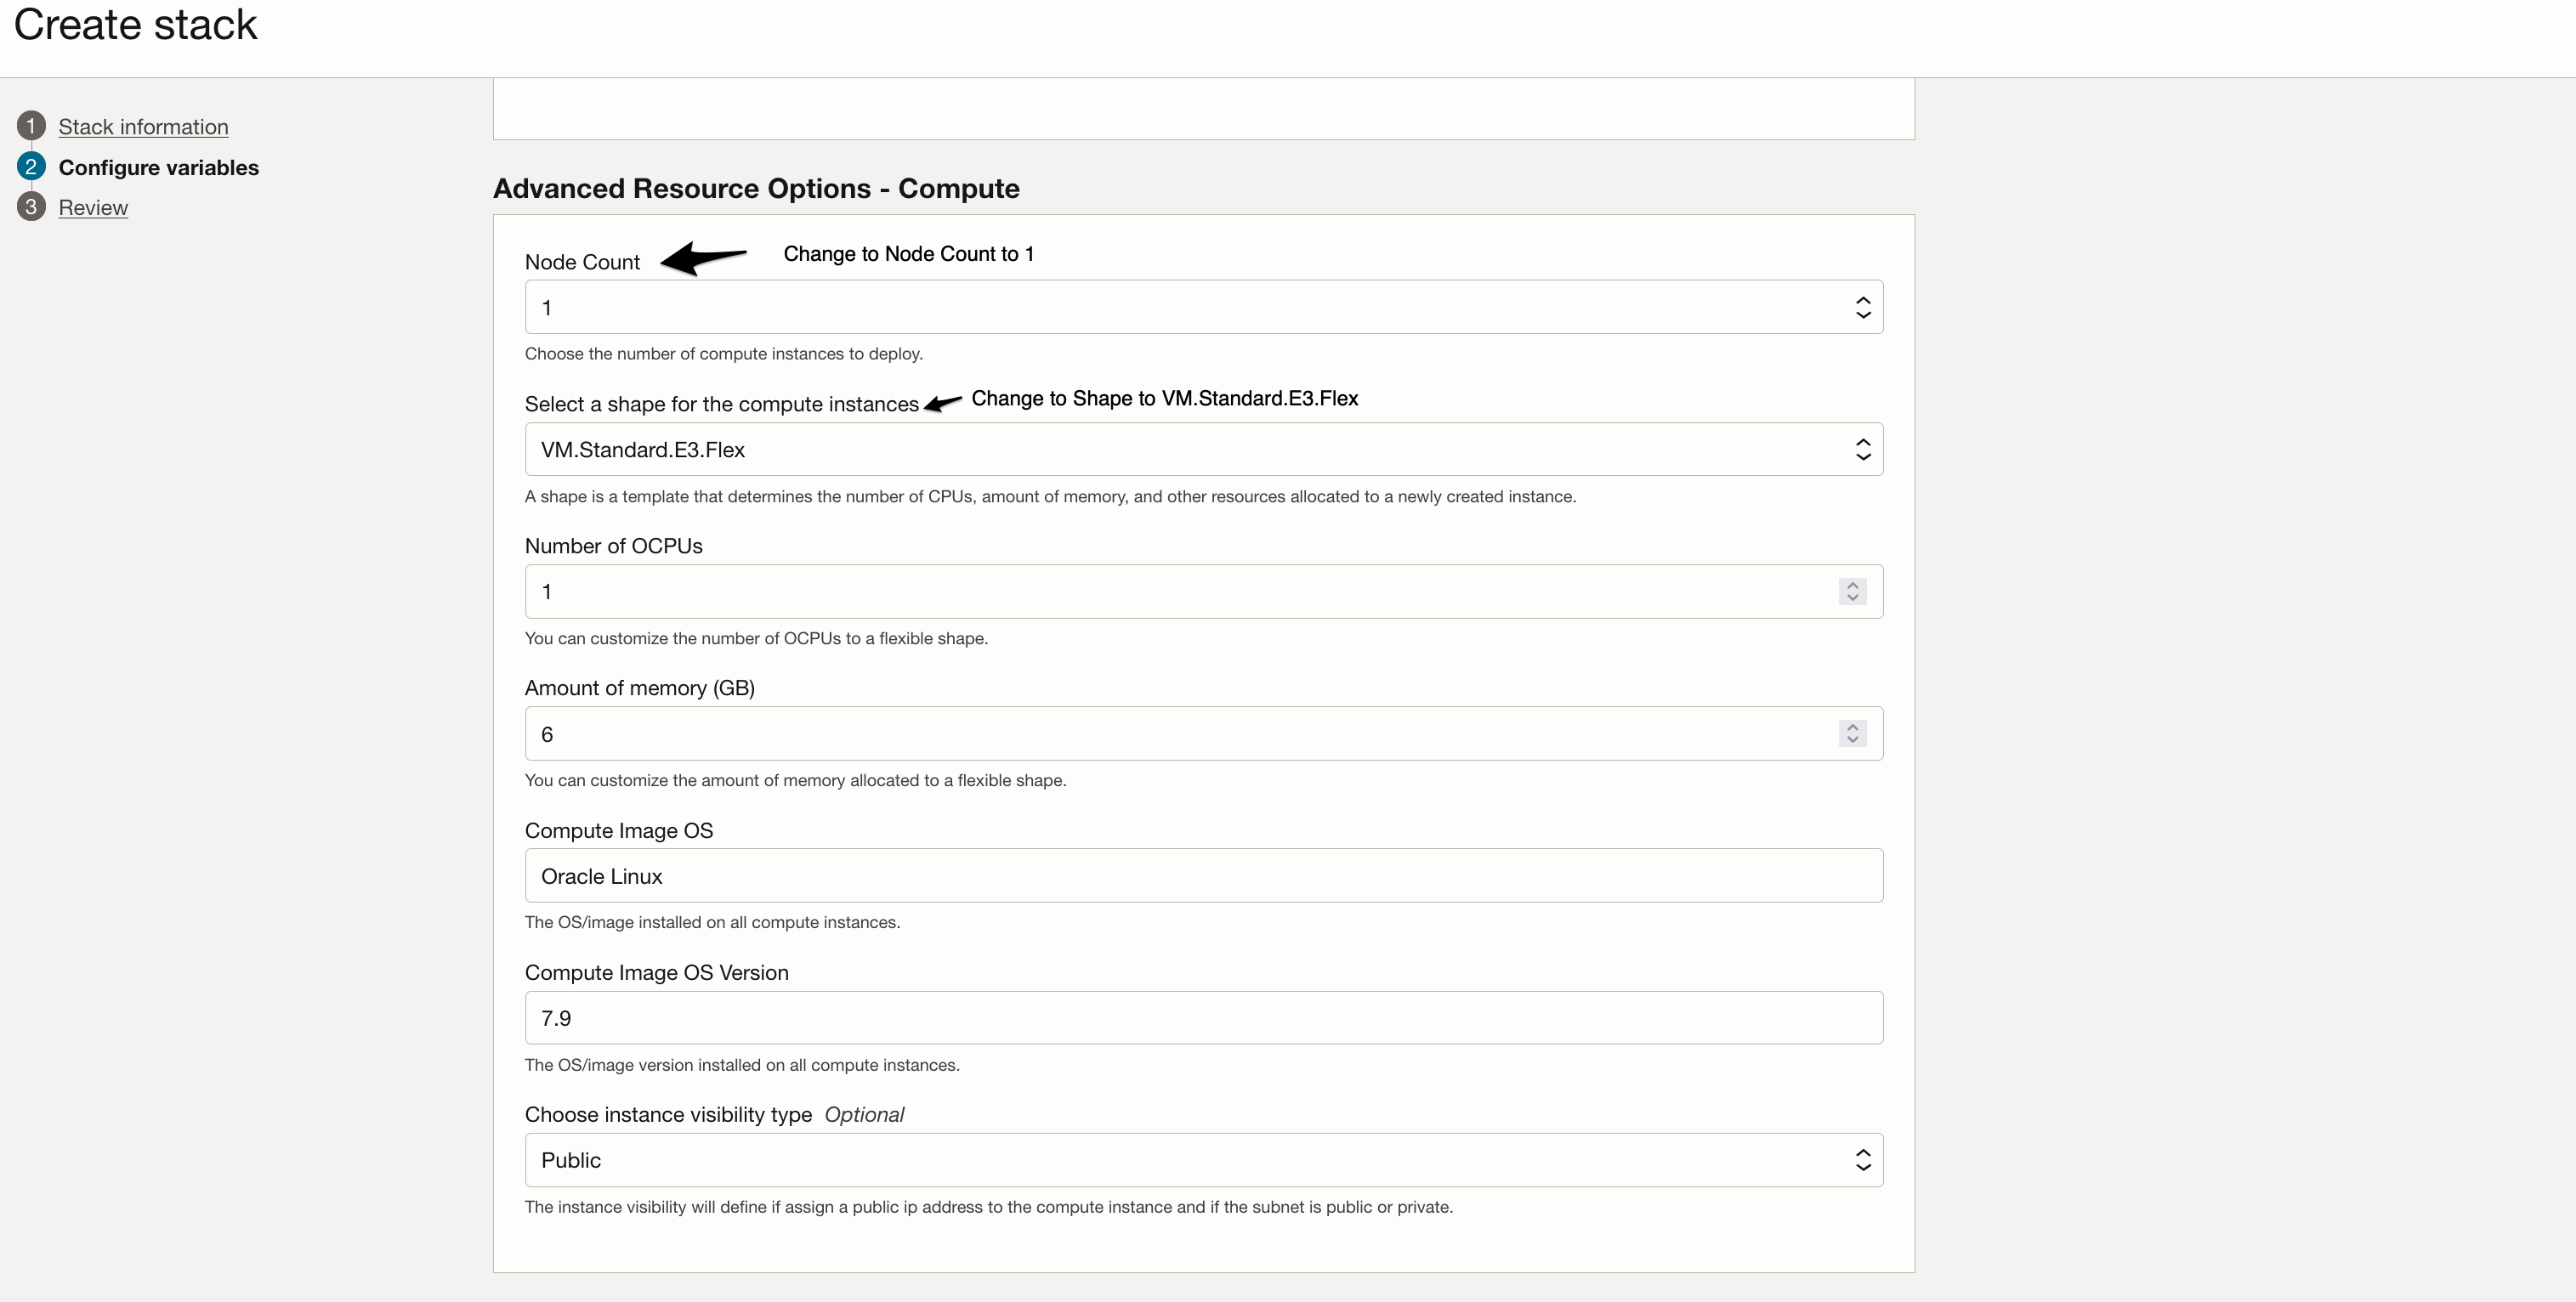 Create stack
1 Stack information
2 Configure variables
3 Review
Advanced Resource Options - Compute
Node Count
Change to Node Count to 1
1
Choose the number of compute instances to deploy.
Select a shape for the compute instances
Change to Shape to VM.Standard.E3.Flex
VM.Standard.E3.Flex
A shape is a template that determines the number of CPUs, amount of memory, and other resources allocated to a newly created instance.
Number of OCPUs
1
You can customize the number of OCPUs to a flexible shape.
Amount of memory (GB)
6
You can customize the amount of memory allocated to a flexible shape.
Compute Image OS
Oracle Linux
The OS/image installed on all compute instances.
Compute Image OS Version
7.9
The OS/image version installed on all compute instances.
Choose instance visibility type Optional
Public
The instance visibility will define if assign a public ip address to the compute instance and if the subnet is public or private.